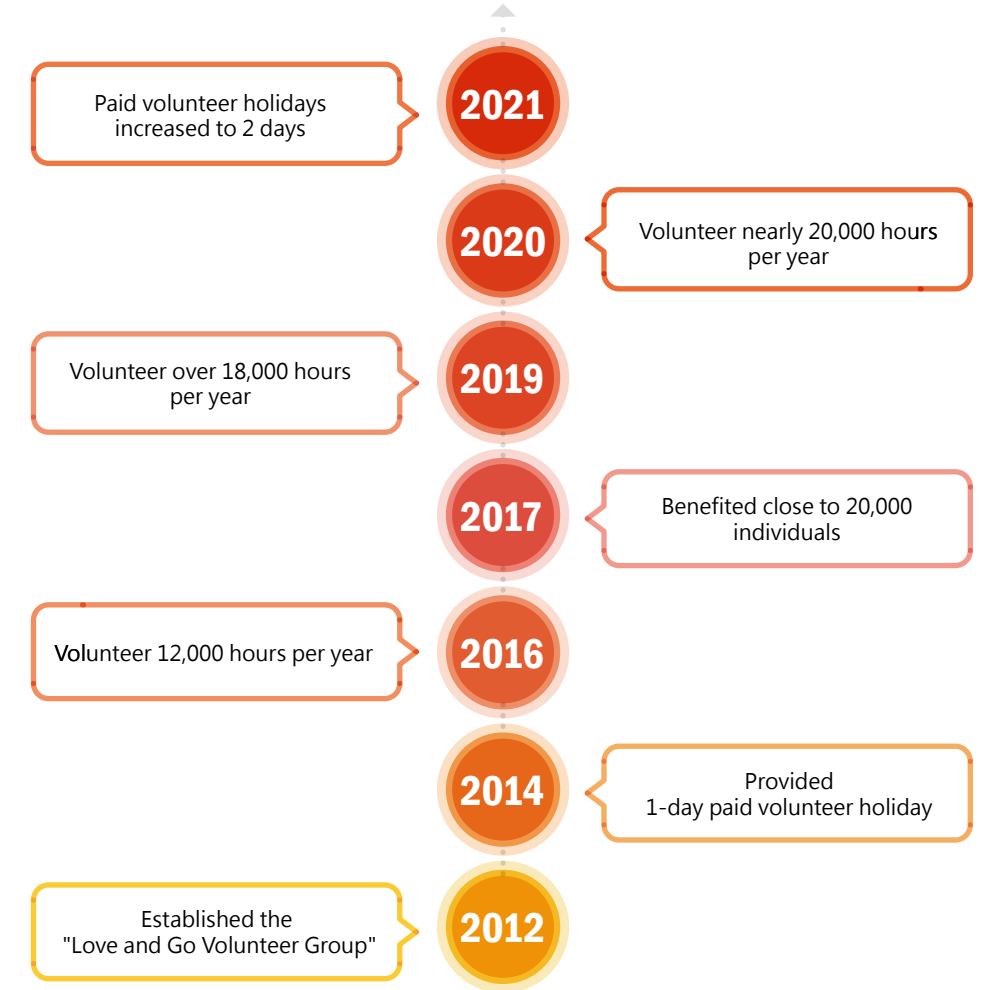 2021
Paid volunteer holidays
increased to 2 days
2020
Volunteer nearly 20,000 hours
per year
2019
Volunteer over 18,000 hours
per year
2017
Benefited close to 20,000
individuals
2016
Volunteer 12,000 hours per year
2014
Provided
1-day paid volunteer holiday
2012
Established the
"Love and Go Volunteer Group"